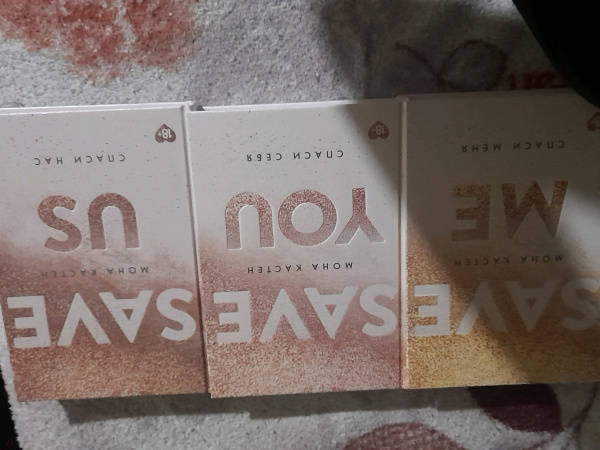 SAVE
МОНА КАСТЕН
ME
СПАСИ МЕНЯ
SAVE
МОНА КАСТЕН
YOU
СПАСИ СЕБЯ
18+
SAVE
МОНА КАСТЕН
US
СПАСИ НАС
18+